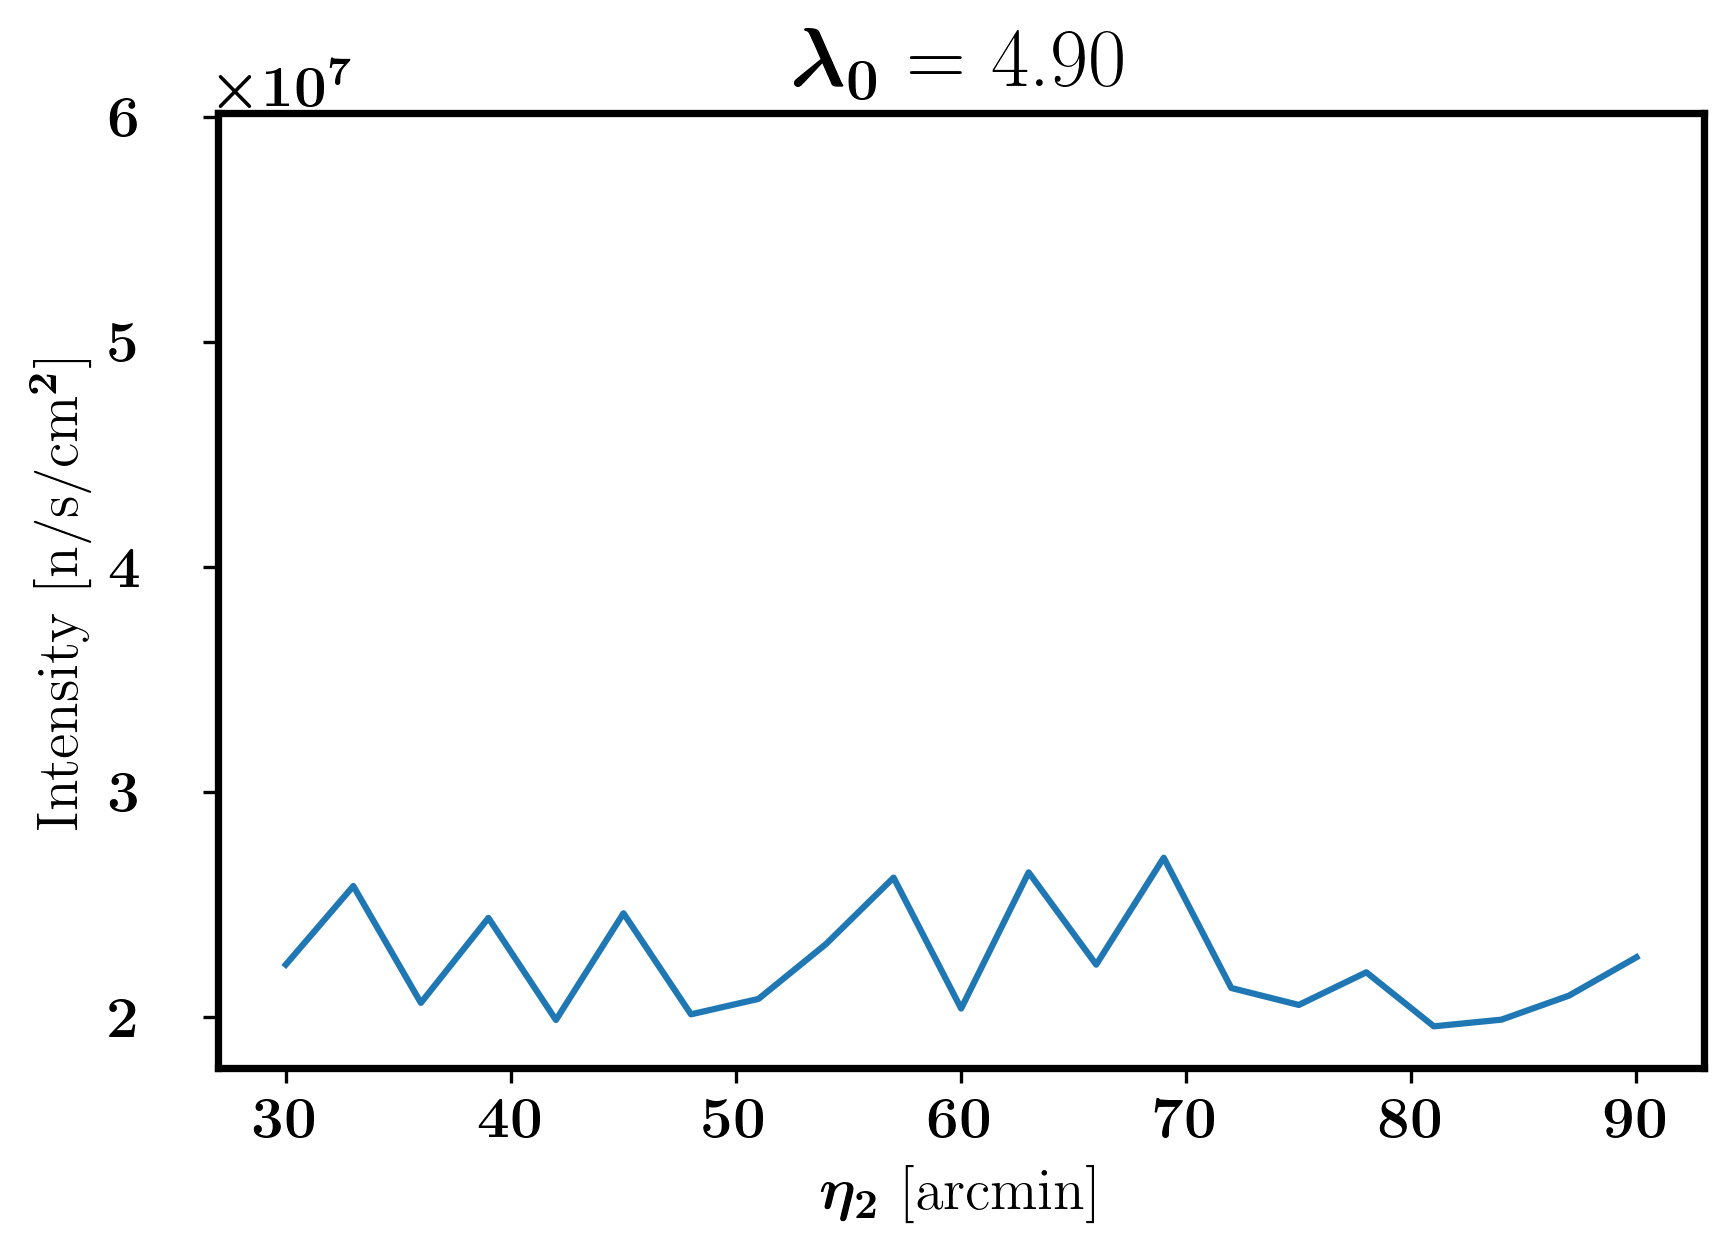 λ₀ = 4.90
×10⁷
6
5
4
3
2
Intensity [n/s/cm²]
30 40 50 60 70 80 90
η₂ [arcmin]